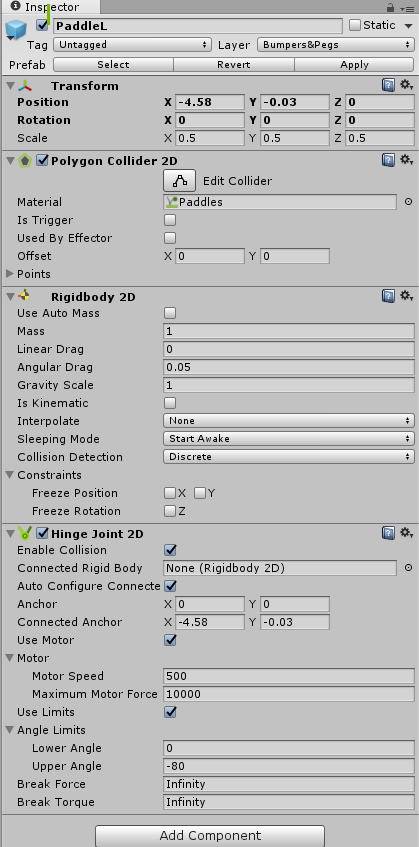 Inspector
PaddleL Static
Tag Untagged Layer Bumpers&Pegs
Prefab Select Revert Apply
Transform
Position X -4.58 Y -0.03 Z 0
Rotation X 0 Y 0 Z 0
Scale X 0.5 Y 0.5 Z 0.5
Polygon Collider 2D
Edit Collider
Material Paddles
Is Trigger
Used By Effector
Offset X 0 Y 0
Points
Rigidbody 2D
Use Auto Mass
Mass 1
Linear Drag 0
Angular Drag 0.05
Gravity Scale 1
Is Kinematic
Interpolate None
Sleeping Mode Start Awake
Collision Detection Discrete
Constraints
Freeze Position X Y
Freeze Rotation Z
Hinge Joint 2D
Enable Collision
Connected Rigid Body None (Rigidbody 2D)
Auto Configure Connecte
Anchor X 0 Y 0
Connected Anchor X -4.58 Y -0.03
Use Motor
Motor
Motor Speed 500
Maximum Motor Force 10000
Use Limits
Angle Limits
Lower Angle 0
Upper Angle -80
Break Force Infinity
Break Torque Infinity
Add Component